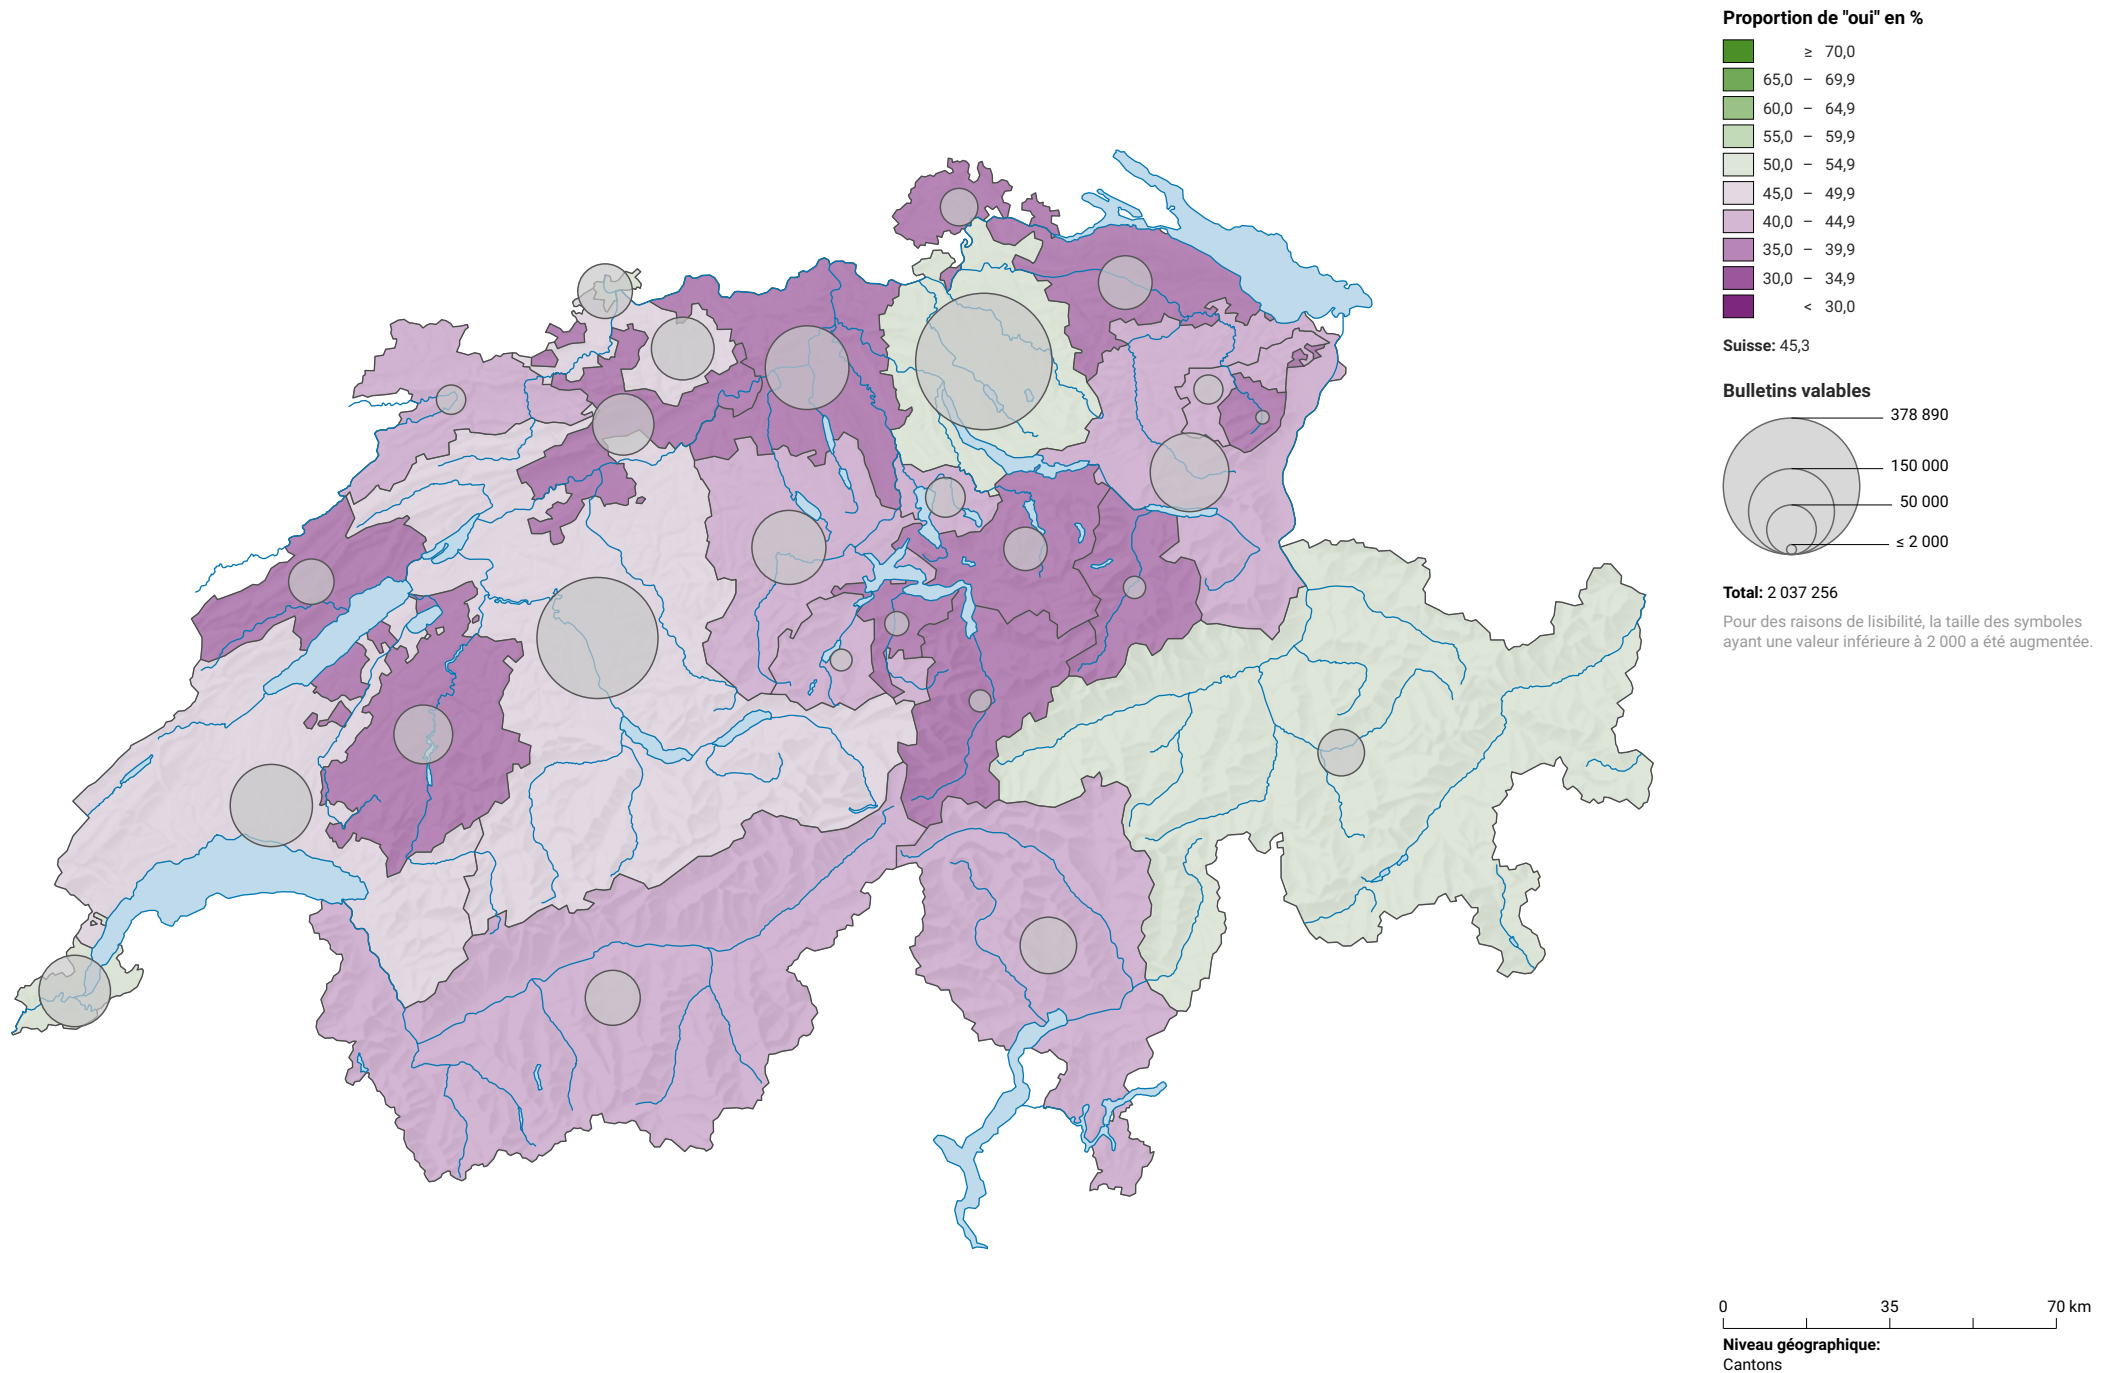 Proportion de "oui" en %
≥ 70,0
65,0 – 69,9
60,0 – 64,9
55,0 – 59,9
50,0 – 54,9
45,0 – 49,9
40,0 – 44,9
35,0 – 39,9
30,0 – 34,9
< 30,0
Suisse: 45,3
Bulletins valables
378 890
150 000
50 000
≤ 2 000
Total: 2 037 256
Pour des raisons de lisibilité, la taille des symboles
ayant une valeur inférieure à 2 000 a été augmentée.
0 35 70 km
Niveau géographique:
Cantons